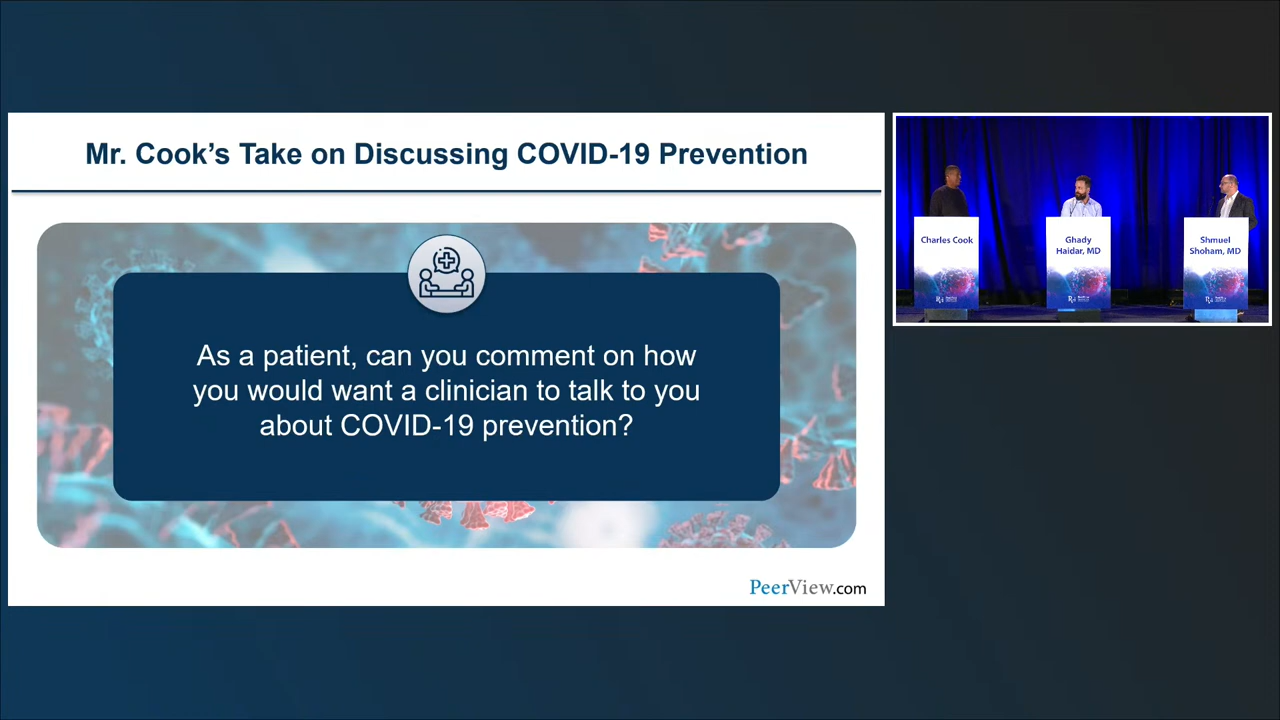 Mr. Cook's Take on Discussing COVID-19 Prevention
As a patient, can you comment on how
you would want a clinician to talk to you
about COVID-19 prevention?
PeerView.com
Charles Cook
Ghady
Haidar, MD
Shmuel
Shoham, MD